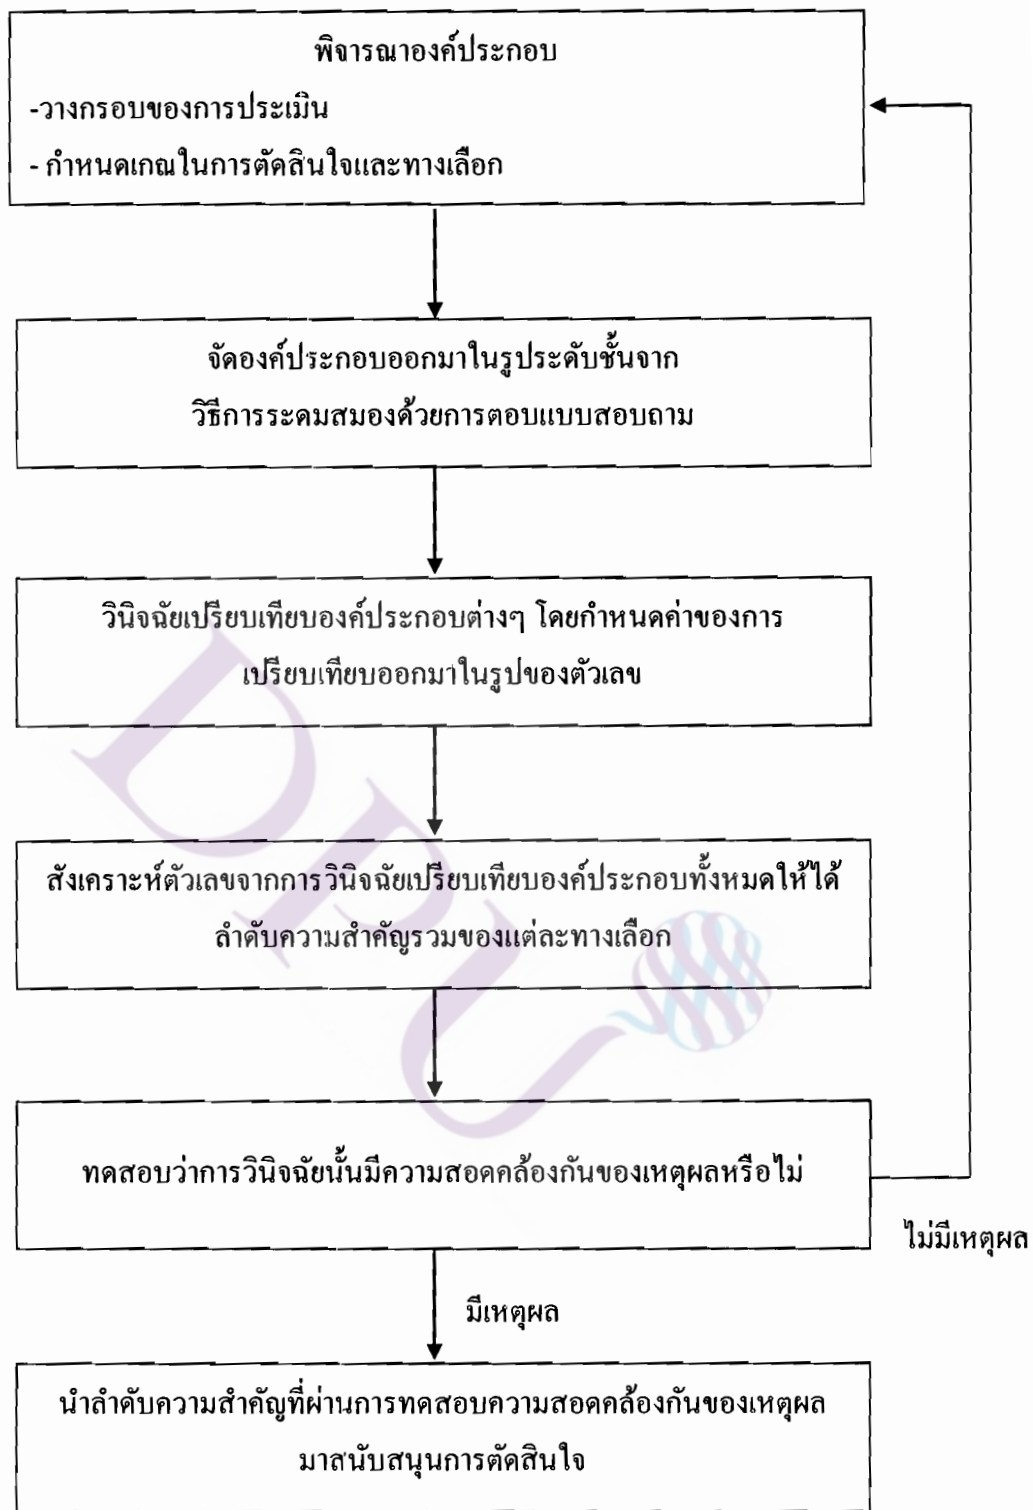 พิจารณาองค์ประกอบ
-วางกรอบของการประเมิน
- กำหนดเกณในการตัดสินใจและทางเลือก
จัดองค์ประกอบออกมาในรูประดับชั้นจาก
วิธีการระดมสมองด้วยการตอบแบบสอบถาม
วินิจฉัยเปรียบเทียบองค์ประกอบต่างๆ โดยกำหนดค่าของการ
เปรียบเทียบออกมาในรูปของตัวเลข
สังเคราะห์ตัวเลขจากการวินิจฉัยเปรียบเทียบองค์ประกอบทั้งหมดให้ได้
ลำดับความสำคัญรวมของแต่ละทางเลือก
ทดสอบว่าการวินิจฉัยนั้นมีความสอดคล้องกันของเหตุผลหรือไม่
ไม่มีเหตุผล
มีเหตุผล
นำลำดับความสำคัญที่ผ่านการทดสอบความสอดคล้องกันของเหตุผล
มาสนับสนุนการตัดสินใจ
DPU